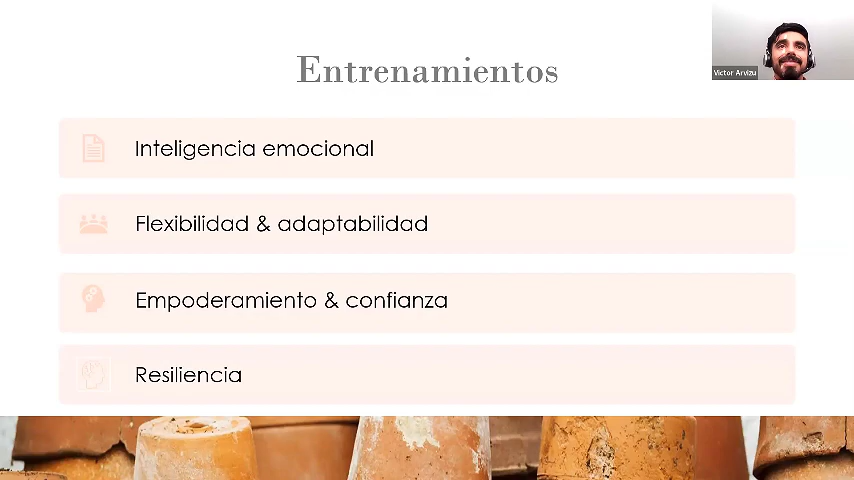 Entrenamientos
Victor Arvizu
Inteligencia emocional
Flexibilidad & adaptabilidad
Empoderamiento & confianza
Resiliencia